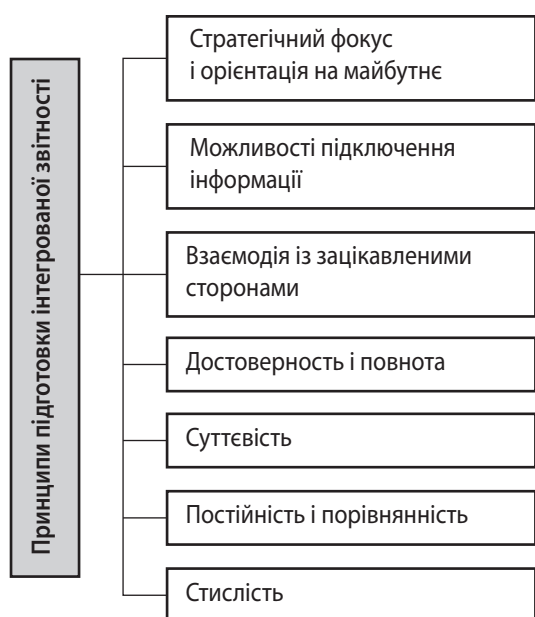 Принципи підготовки інтегрованої звітності
Стратегічний фокус
і орієнтація на майбутнє
Можливості підключення
інформації
Взаємодія із зацікавленими
сторонами
Достоверность і повнота
Суттєвість
Постійність і порівнянність
Стислість